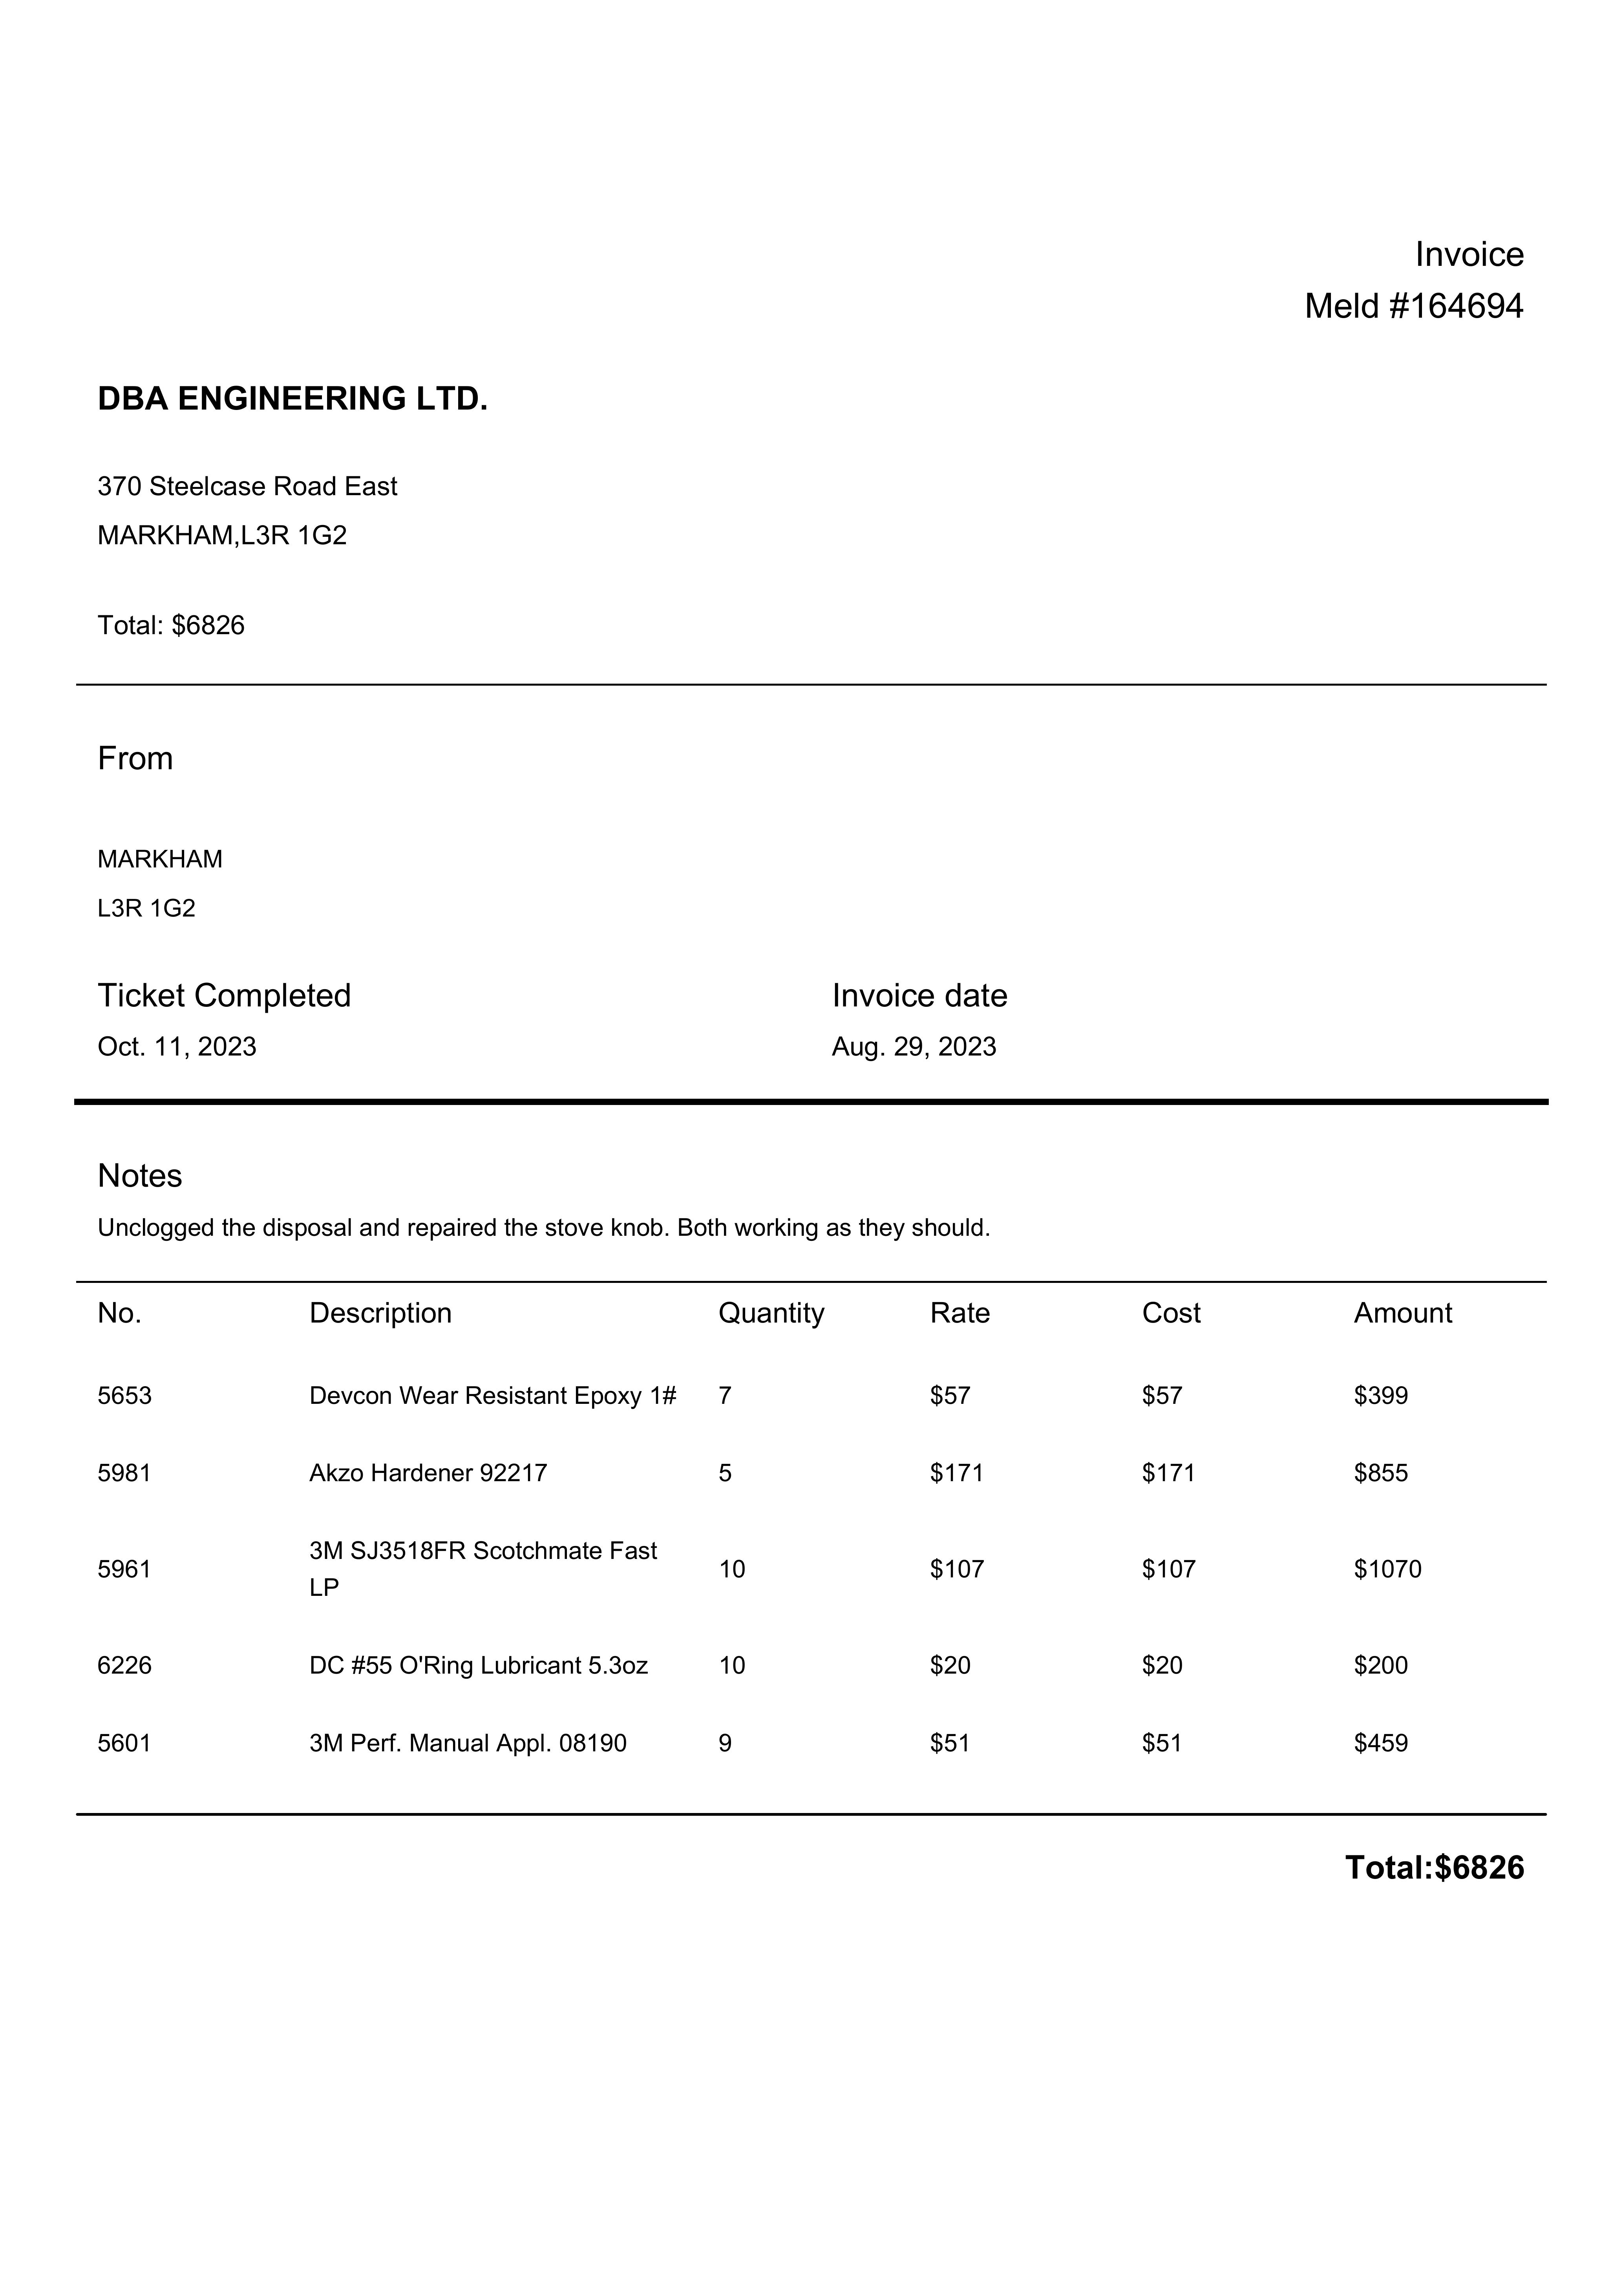 Invoice
Meld #164694
DBA ENGINEERING LTD.
370 Steelcase Road East
MARKHAM,L3R 1G2
Total: $6826
From
MARKHAM
L3R 1G2
Ticket Completed Invoice date
Oct. 11, 2023 Aug. 29, 2023
Notes
Unclogged the disposal and repaired the stove knob. Both working as they should.
No. Description Quantity Rate Cost Amount
5653 Devcon Wear Resistant Epoxy 1# 7 $57 $57 $399
5981 Akzo Hardener 92217 5 $171 $171 $855
3M SJ3518FR Scotchmate Fast
5961 10 $107 $107 $1070
LP
6226 DC #55 O'Ring Lubricant 5.3oz 10 $20 $20 $200
5601 3M Perf. Manual Appl. 08190 9 $51 $51 $459
Total:$6826